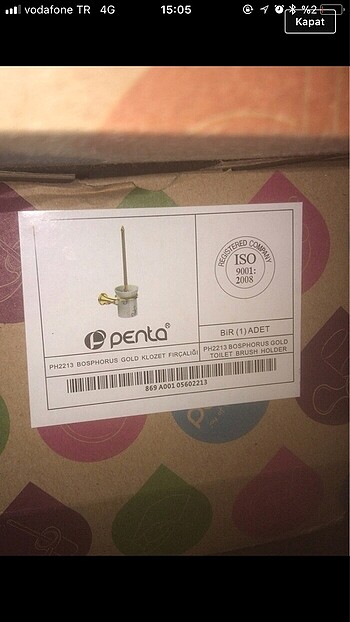 vodafone TR 4G 15:05 %2
Kapat
REGISTERED COMPANY
ISO
9001:
2008
penta®
BİR (1) ADET
PH2213 BOSPHORUS GOLD KLOZET FIRÇALIĞI
PH2213 BOSPHORUS GOLD
TOILET BRUSH HOLDER
869 A001 05602213